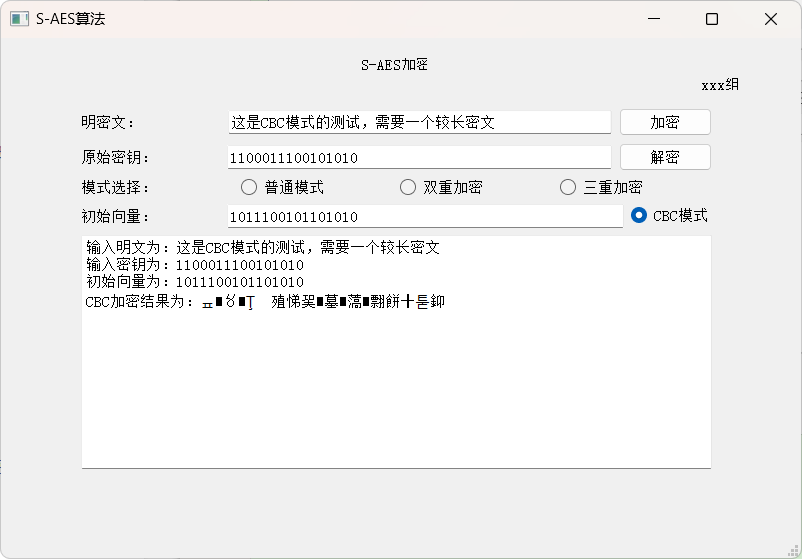 S-AES算法
S-AES加密
xxx组
明密文：
这是CBC模式的测试，需要一个较长密文
加密
原始密钥：
1100011100101010
解密
模式选择：
普通模式
双重加密
三重加密
初始向量：
1011100101101010
CBC模式
输入明文为：这是CBC模式的测试，需要一个较长密文
输入密钥为：1100011100101010
初始向量为：1011100101101010
CBC加密结果为：